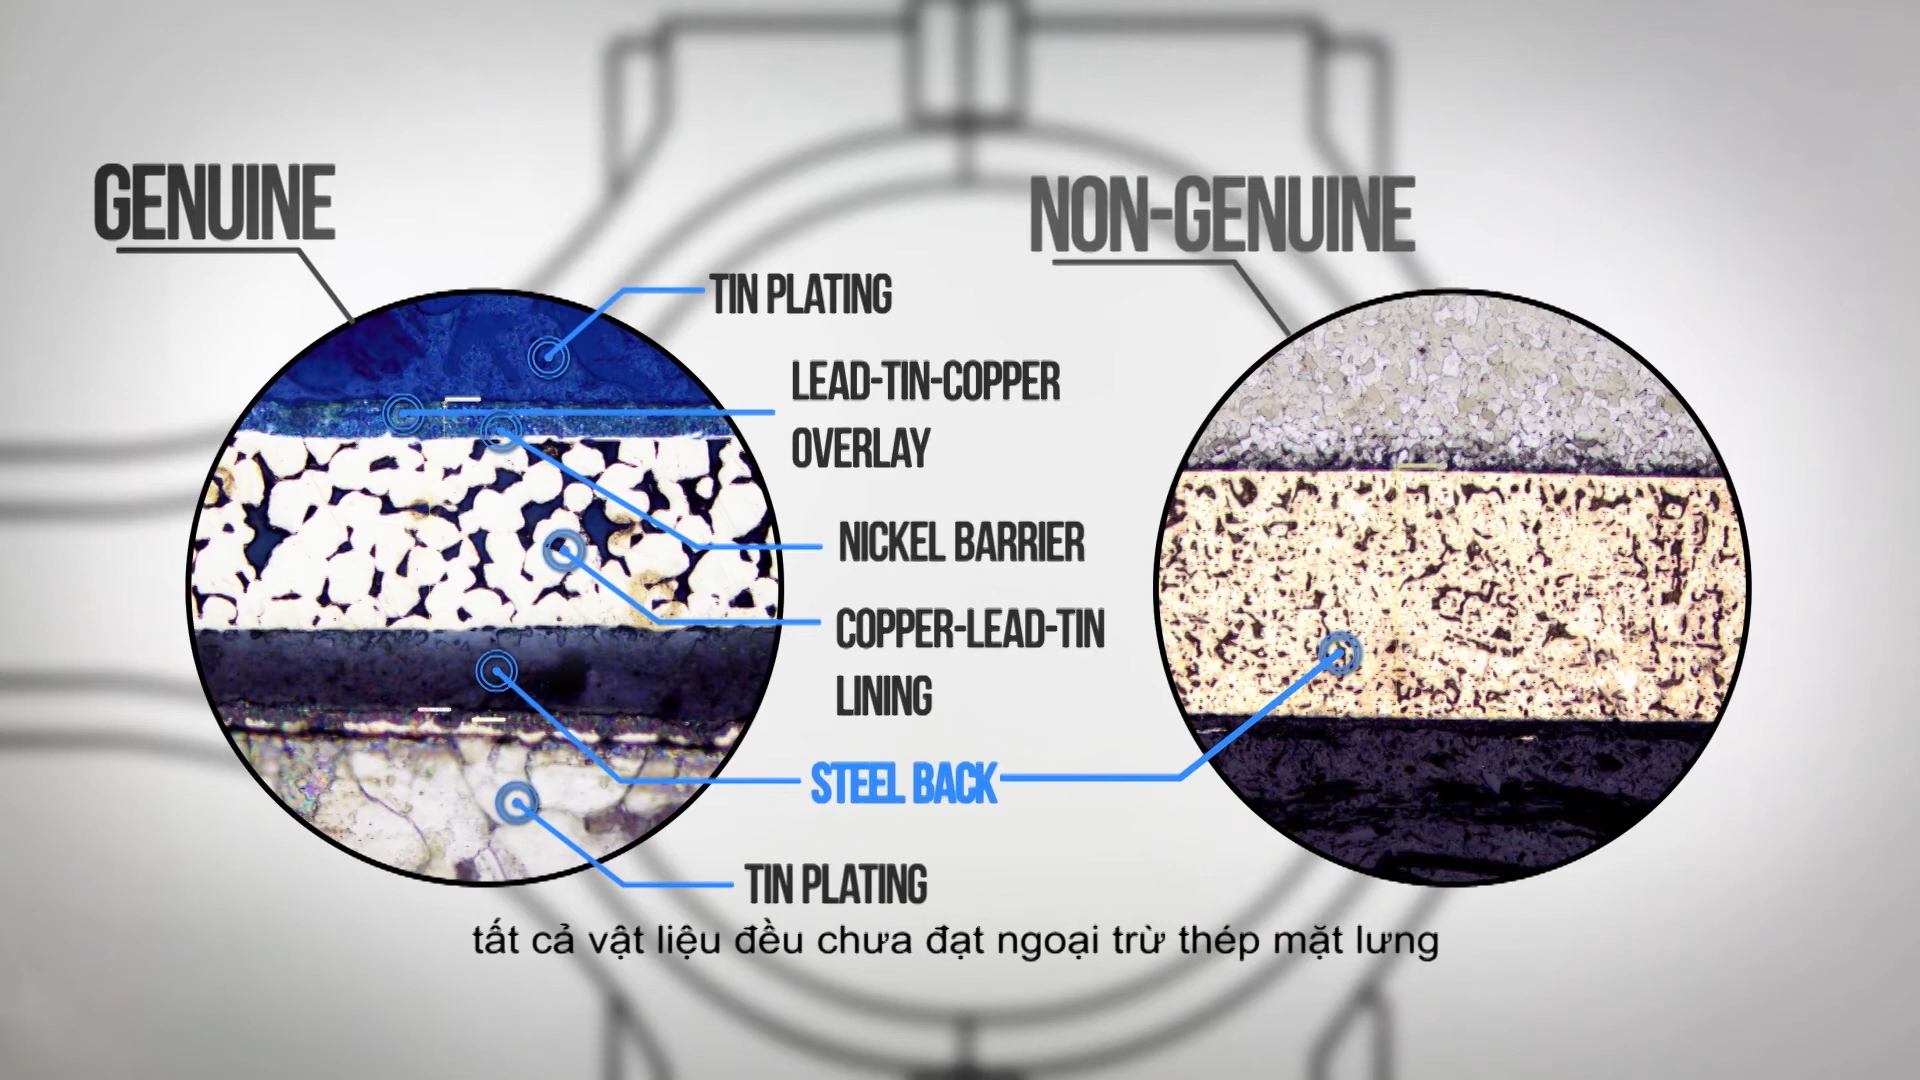 GENUINE
NON-GENUINE
TIN PLATING
LEAD-TIN-COPPER
OVERLAY
NICKEL BARRIER
COPPER-LEAD-TIN
LINING
STEEL BACK
TIN PLATING
tất cả vật liệu đều chưa đạt ngoại trừ thép mặt lưng